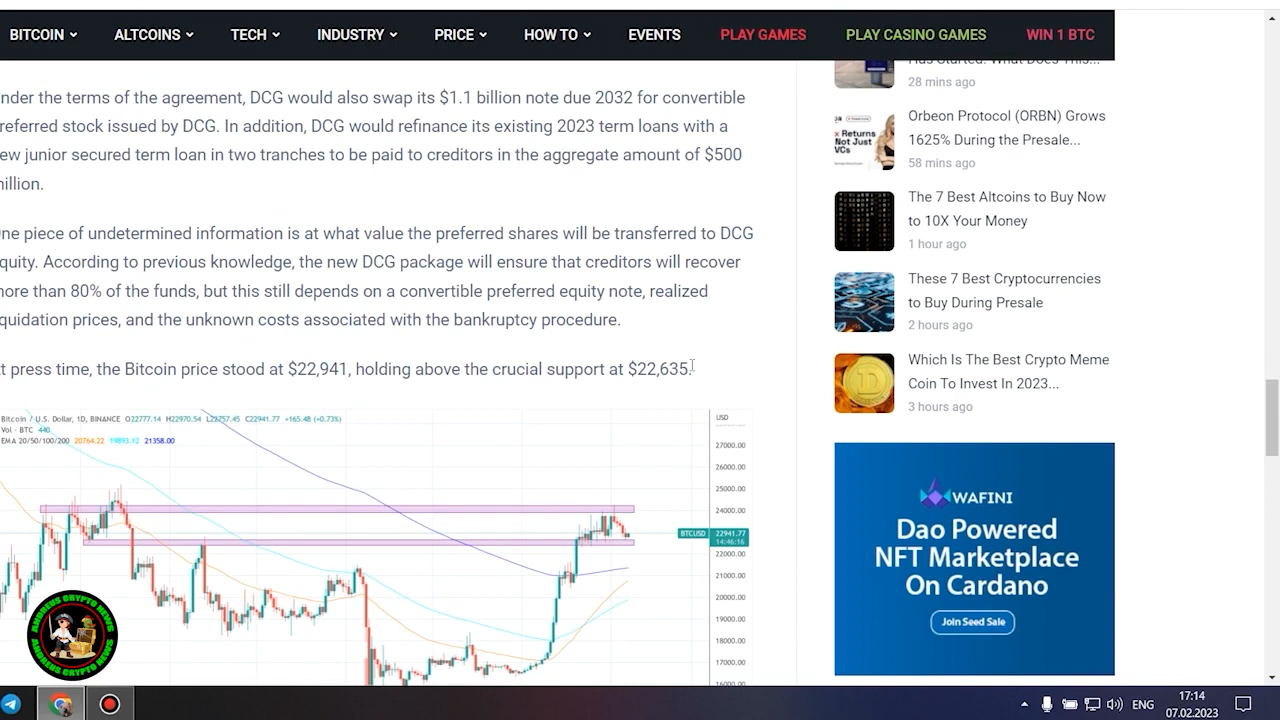 BITCOIN ALTCOINS TECH INDUSTRY PRICE HOW TO EVENTS PLAY GAMES PLAY CASINO GAMES WIN 1 BTC
nder the terms of the agreement, DCG would also swap its $1.1 billion note due 2032 for convertible
referred stock issued by DCG. In addition, DCG would refinance its existing 2023 term loans with a
ew junior secured term loan in two tranches to be paid to creditors in the aggregate amount of $500
illion.
ne piece of undetermined information is at what value the preferred shares will be transferred to DCG
quity. According to previous knowledge, the new DCG package will ensure that creditors will recover
ore than 80% of the
but this still depends on a convertible preferred equity note, realized
quidation prices, and the unknown costs associated with the bankruptcy procedure.
t press time, the Bitcoin price stood at $22,941, holding above the crucial support at $22,635.
Bitcoin / U.S. Dollar, 1D, BINANCE O22777.14 H22970.54 L22757.45 C22941.77 +165.48 (+0.73%)
Vol · BTC 440
EMA 20/50/100/200 20764.22 19893.12 21358.00
USD
27000.00
26000.00
25000.00
24000.00
BTCUSD 22941.77
14:46:16
22000.00
21000.00
20000.00
19000.00
18000.00
17000.00
16000.00
Has Started. What Does This...
28 mins ago
Returns
Not Just
VCs
Orbeon Protocol (ORBN) Grows
1625% During the Presale...
58 mins ago
The 7 Best Altcoins to Buy Now
to 10X Your Money
1 hour ago
These 7 Best Cryptocurrencies
to Buy During Presale
2 hours ago
Which Is The Best Crypto Meme
Coin To Invest In 2023...
3 hours ago
WAFINI
Dao Powered
NFT Marketplace
On Cardano
Join Seed Sale
ANDREUS CRYPTO NEWS
ANDREUS CRYPTO NEWS
ENG
17:14
07.02.2023